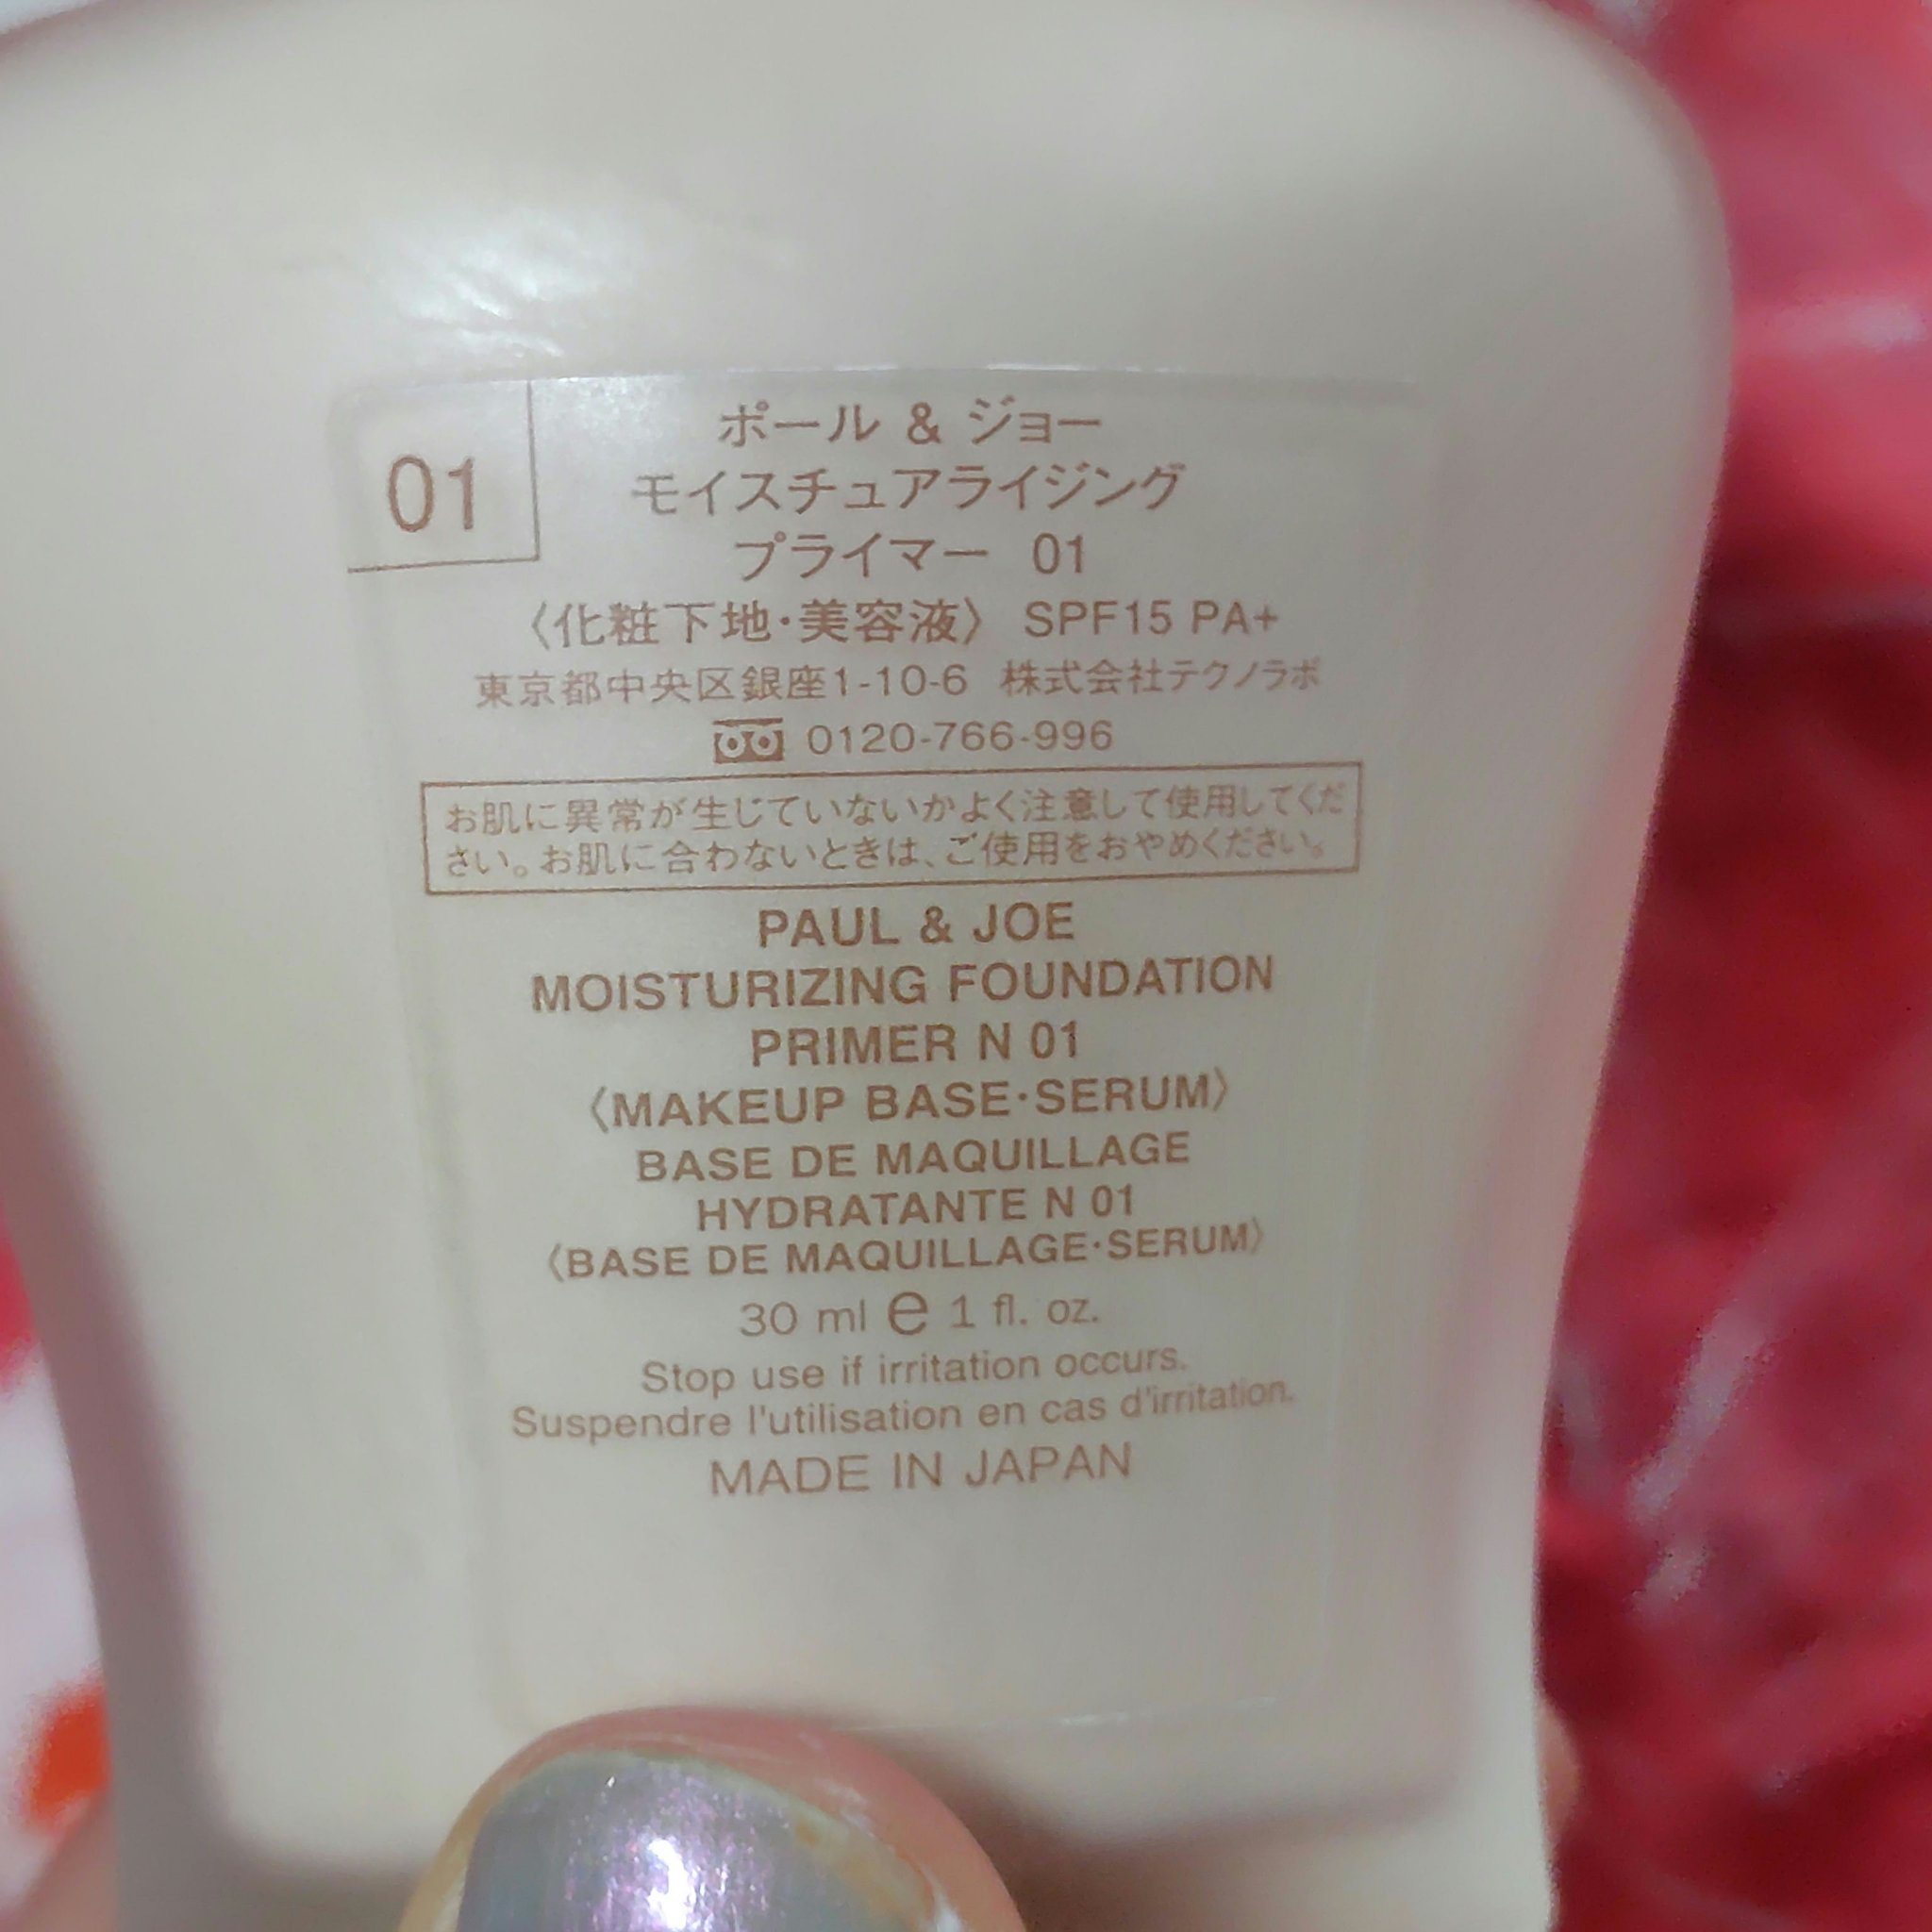 01
ポール & ジョー
モイスチュアライジング
プライマー 01
〈化粧下地・美容液〉 SPF15 PA+
東京都中央区銀座1-10-6 株式会社テクノラボ
0120-766-996
お肌に異常が生じていないかよく注意して使用してくだ
さい。お肌に合わないときは、ご使用をおやめください。
PAUL & JOE
MOISTURIZING FOUNDATION
PRIMER N 01
〈MAKEUP BASE·SERUM〉
BASE DE MAQUILLAGE
HYDRATANTE N 01
〈BASE DE MAQUILLAGE·SERUM〉
30 ml e 1 fl. oz.
Stop use if irritation occurs.
Suspendre l'utilisation en cas d'irritation.
MADE IN JAPAN